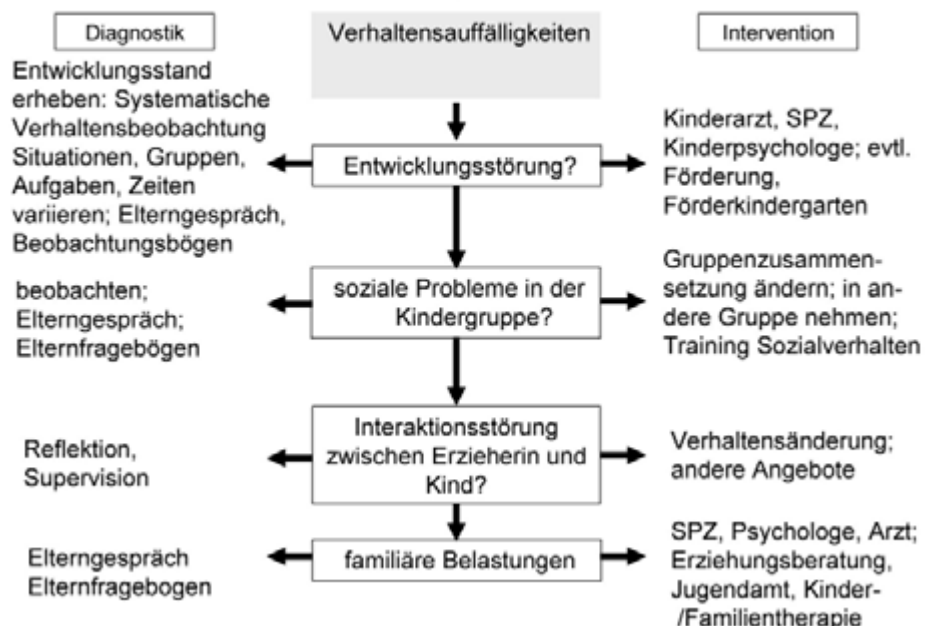 Diagnostik
Verhaltensauffälligkeiten
Intervention
Entwicklungsstand
erheben: Systematische
Verhaltensbeobachtung
Situationen, Gruppen,
Aufgaben, Zeiten
variieren; Elterngespräch,
Beobachtungsbögen
Entwicklungsstörung?
Kinderarzt, SPZ,
Kinderpsychologe; evtl.
Förderung,
Förderkindergarten
beobachten;
Elterngespräch;
Elternfragebögen
soziale Probleme in der
Kindergruppe?
Gruppenzusammen-
setzung ändern; in an-
dere Gruppe nehmen;
Training Sozialverhalten
Reflektion,
Supervision
Interaktionsstörung
zwischen Erzieherin und
Kind?
Verhaltensänderung;
andere Angebote
Elterngespräch
Elternfragebogen
familiäre Belastungen
SPZ, Psychologe, Arzt;
Erziehungsberatung,
Jugendamt, Kinder-
/Familientherapie